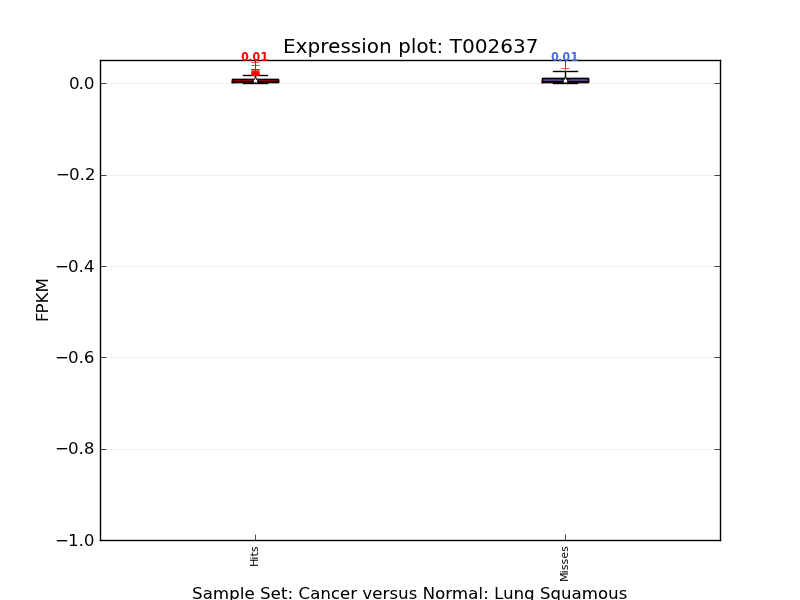 Expression plot: T002637
0.01
0.01
0.0
−0.2
−0.4
−0.6
−0.8
−1.0
FPKM
Hits
Misses
Sample Set: Cancer versus Normal: Lung Squamous